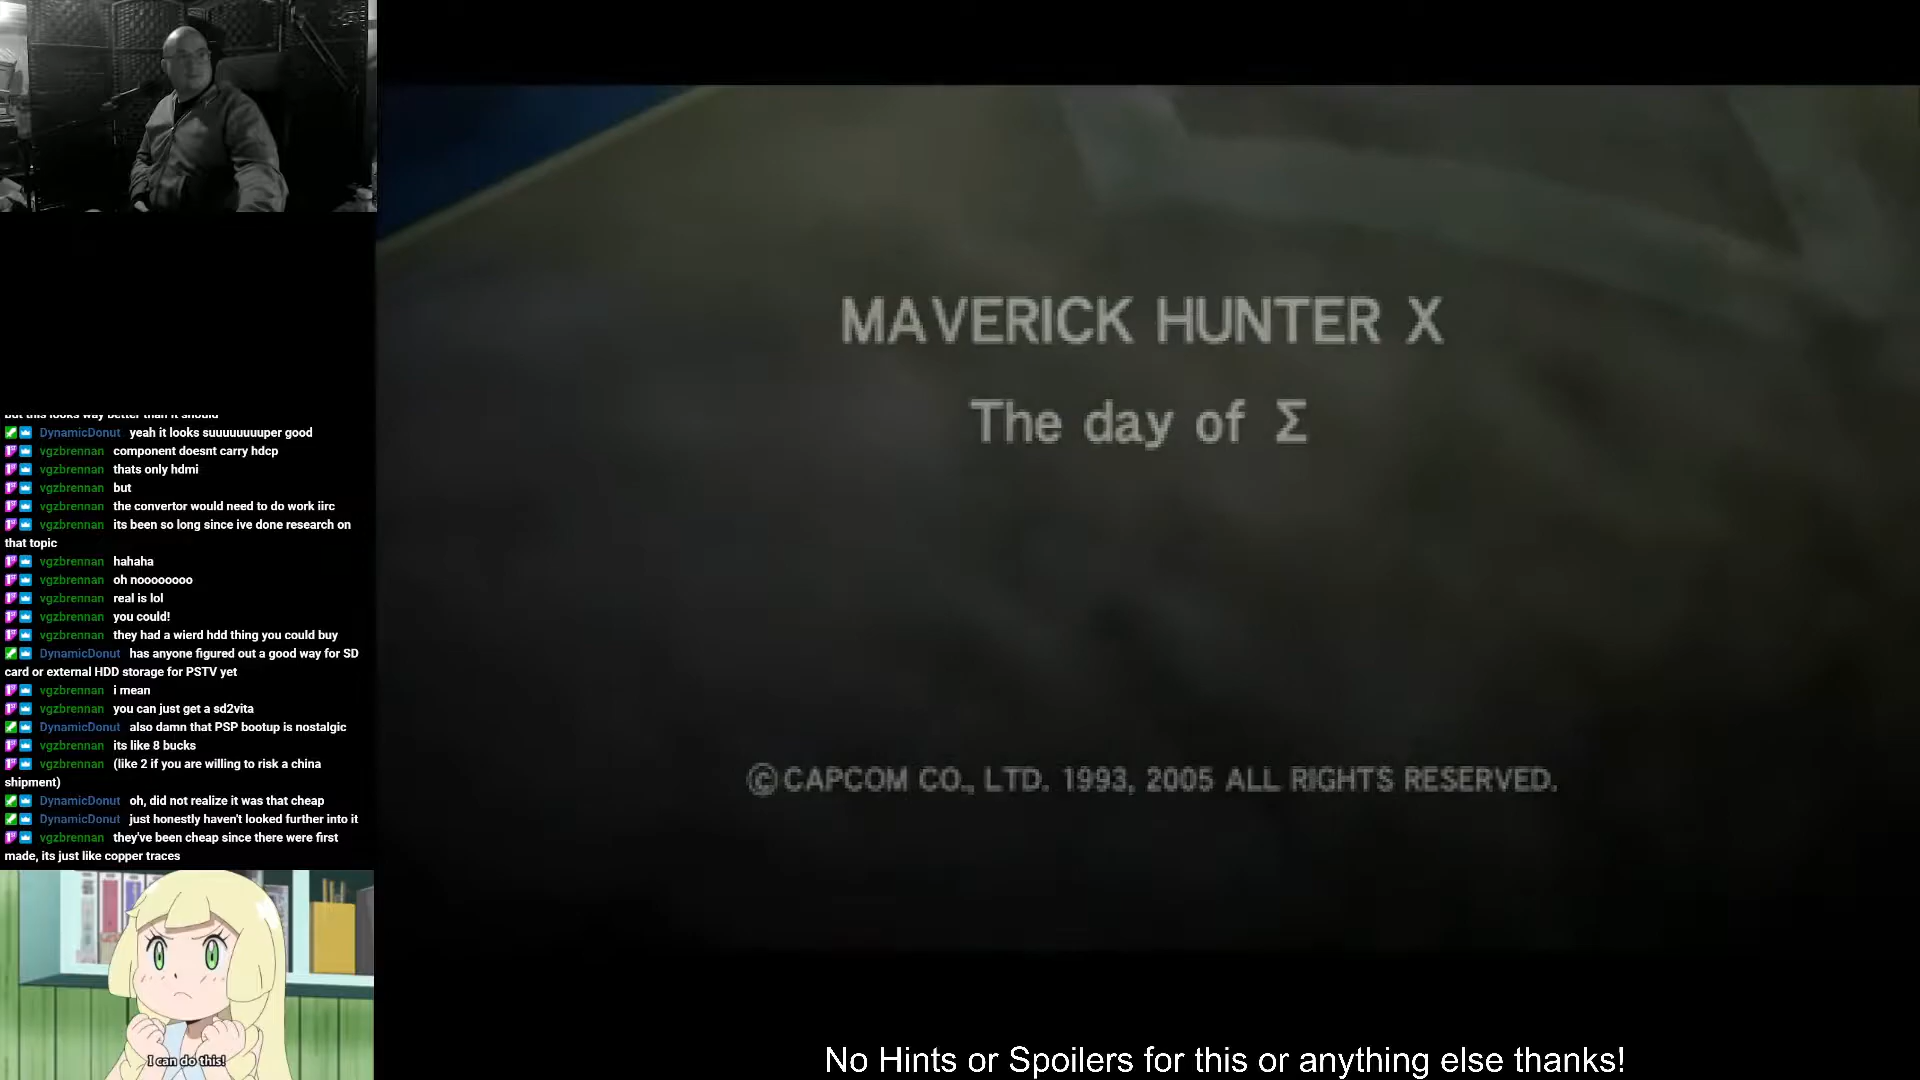 DynamicDonut yeah it looks suuuuuuuper good
vgzbrennan component doesnt carry hdcp
vgzbrennan thats only hdmi
vgzbrennan but
vgzbrennan the convertor would need to do work iirc
vgzbrennan its been so long since ive done research on
that topic
vgzbrennan hahaha
vgzbrennan oh noooooooo
vgzbrennan real is lol
vgzbrennan you could!
vgzbrennan they had a wierd hdd thing you could buy
DynamicDonut has anyone figured out a good way for SD
card or external HDD storage for PSTV yet
vgzbrennan i mean
vgzbrennan you can just get a sd2vita
DynamicDonut also damn that PSP bootup is nostalgic
vgzbrennan its like 8 bucks
vgzbrennan (like 2 if you are willing to risk a china
shipment)
DynamicDonut oh, did not realize it was that cheap
DynamicDonut just honestly haven't looked further into it
vgzbrennan they've been cheap since there were first
made, its just like copper traces
I can do this!
MAVERICK HUNTER X
The day of Σ
©CAPCOM CO., LTD. 1993, 2005 ALL RIGHTS RESERVED.
No Hints or Spoilers for this or anything else thanks!